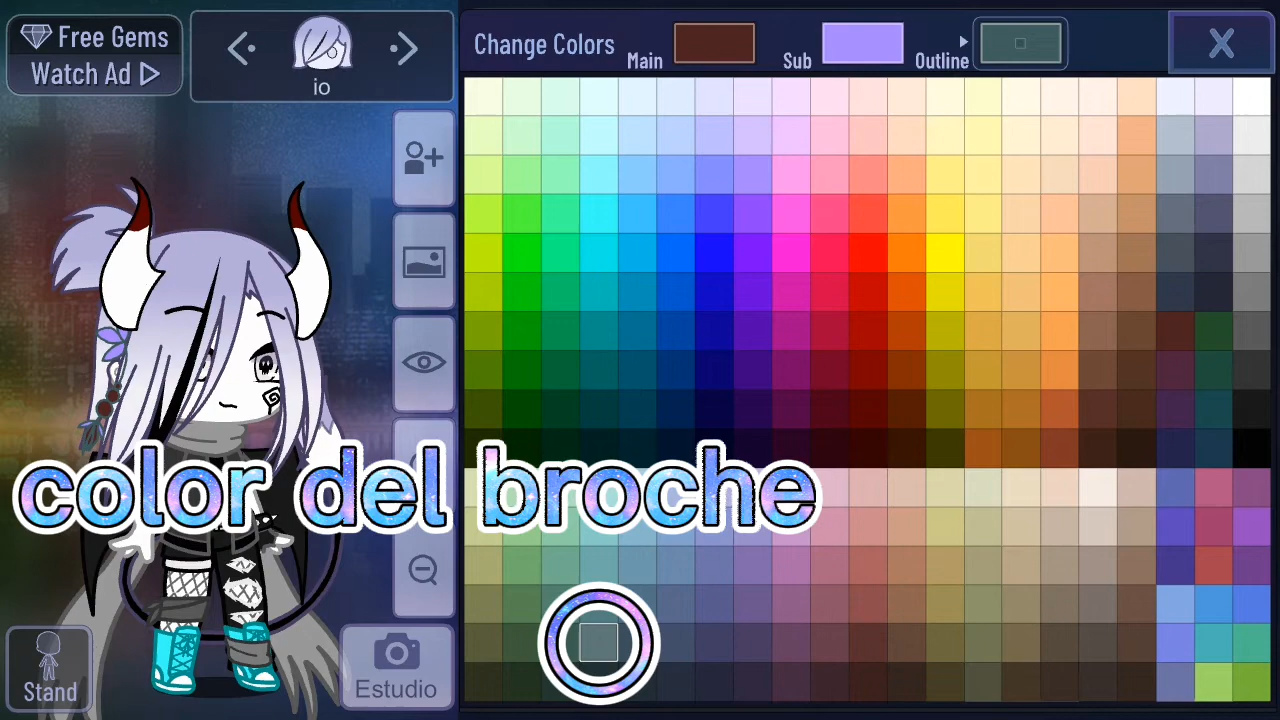 Free Gems
Watch Ad
io
Change Colors
Main
Sub
Outline
X
color del broche
Stand
Estudio